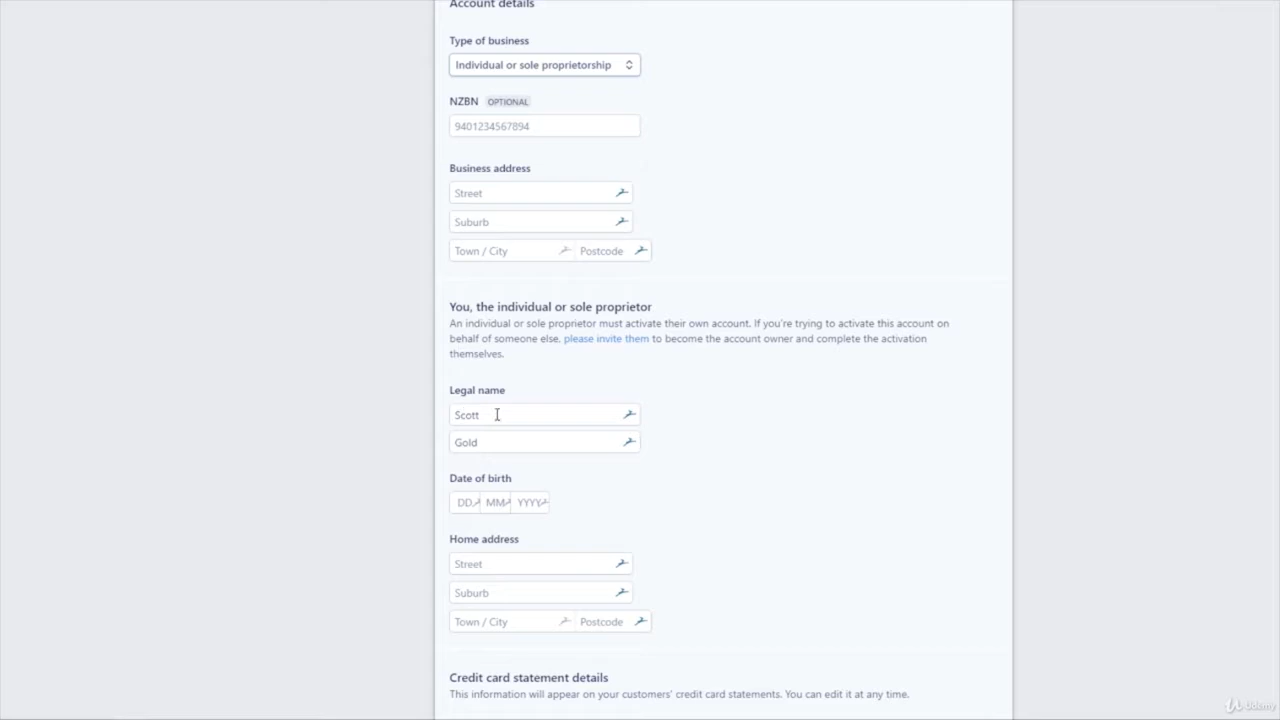 Account details
Type of business
Individual or sole proprietorship
NZBN OPTIONAL
9401234567894
Business address
Street
Suburb
Town / City Postcode
You, the individual or sole proprietor
An individual or sole proprietor must activate their own account. If you're trying to activate this account on
behalf of someone else, please invite them to become the account owner and complete the activation
themselves.
Legal name
Scott
Gold
Date of birth
DD MM YYYY
Home address
Street
Suburb
Town / City Postcode
Credit card statement details
This information will appear on your customers' credit card statements. You can edit it at any time.
Udemy